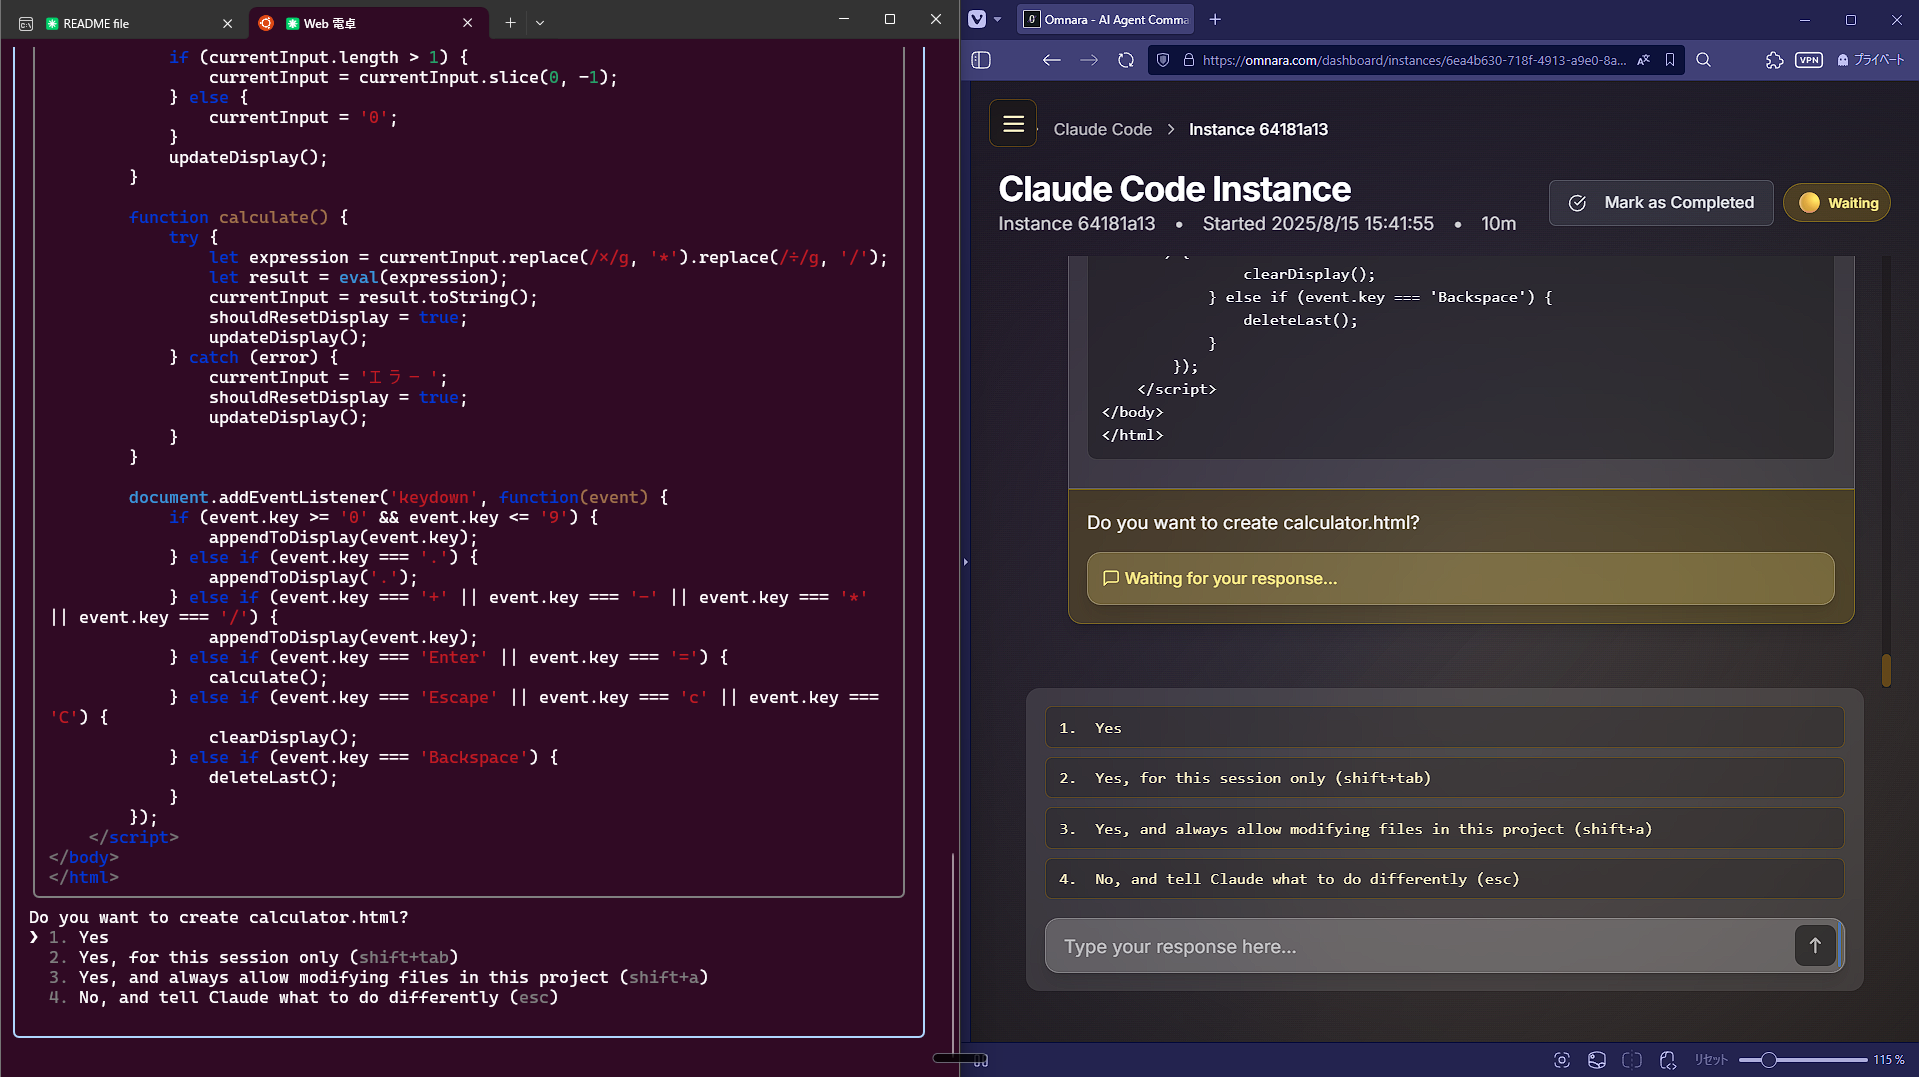 README file
Web 電卓
if (currentInput.length > 1) {
currentInput = currentInput.slice(0, -1);
} else {
currentInput = '0';
}
updateDisplay();
}
function calculate() {
try {
let expression = currentInput.replace(/×/g, '*').replace(/÷/g, '/');
let result = eval(expression);
currentInput = result.toString();
shouldResetDisplay = true;
updateDisplay();
} catch (error) {
currentInput = 'エラー';
shouldResetDisplay = true;
updateDisplay();
}
}
document.addEventListener('keydown', function(event) {
if (event.key >= '0' && event.key <= '9') {
appendToDisplay(event.key);
} else if (event.key === '.') {
appendToDisplay('.');
} else if (event.key === '+' || event.key === '-' || event.key === '*'
|| event.key === '/') {
appendToDisplay(event.key);
} else if (event.key === 'Enter' || event.key === '=') {
calculate();
} else if (event.key === 'Escape' || event.key === 'c' || event.key ===
'C') {
clearDisplay();
} else if (event.key === 'Backspace') {
deleteLast();
}
});
</script>
</body>
</html>
Do you want to create calculator.html?
❯ 1. Yes
2. Yes, for this session only (shift+tab)
3. Yes, and always allow modifying files in this project (shift+a)
4. No, and tell Claude what to do differently (esc)
Omnara - AI Agent Comma
https://omnara.com/dashboard/instances/6ea4b630-718f-4913-a9e0-8a...
VPN
プライベート
Claude Code > Instance 64181a13
Claude Code Instance
Instance 64181a13 • Started 2025/8/15 15:41:55 • 10m
Mark as Completed
Waiting
) {
clearDisplay();
} else if (event.key === 'Backspace') {
deleteLast();
}
});
</script>
</body>
</html>
Do you want to create calculator.html?
Waiting for your response...
1. Yes
2. Yes, for this session only (shift+tab)
3. Yes, and always allow modifying files in this project (shift+a)
4. No, and tell Claude what to do differently (esc)
Type your response here...
リセット
115 %